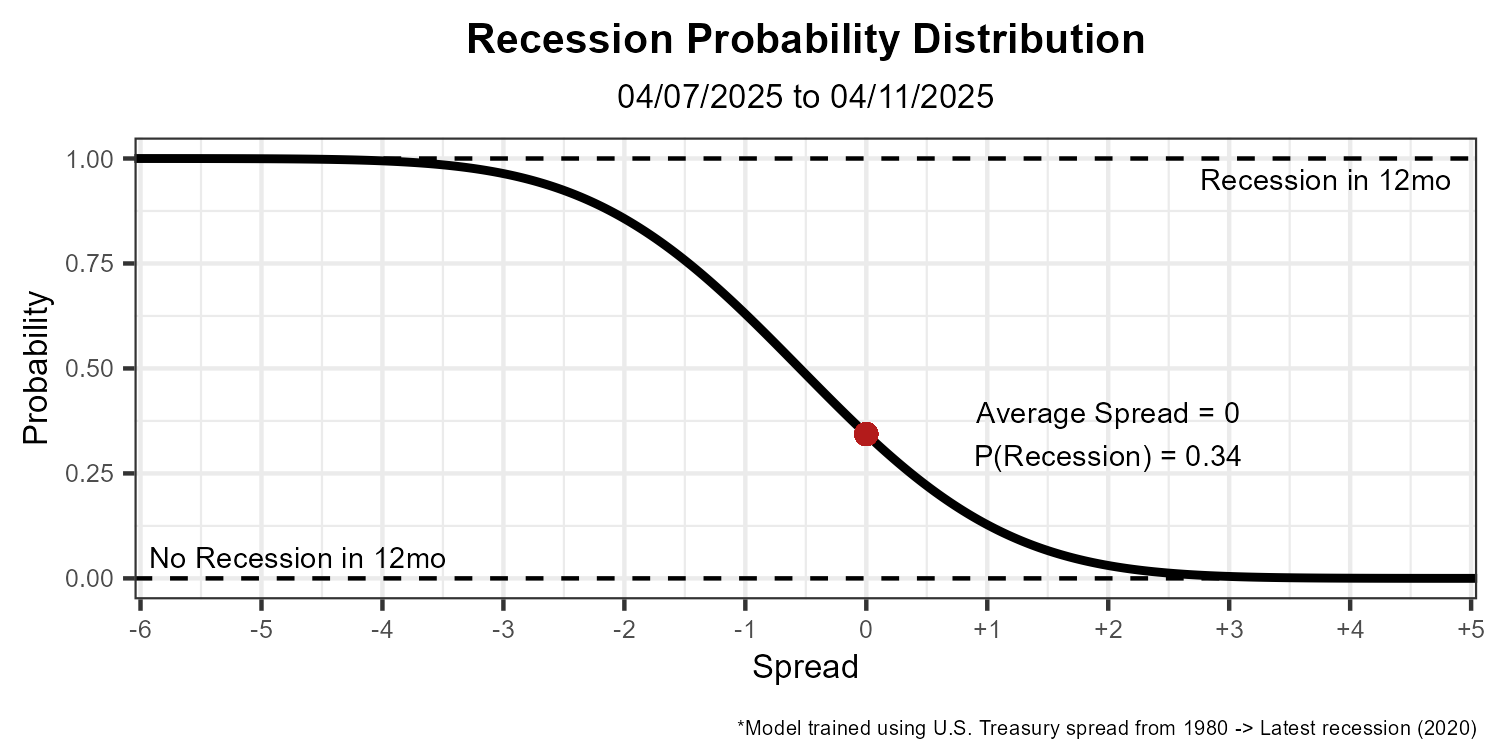 Recession Probability Distribution
04/07/2025 to 04/11/2025
Probability
1.00
0.75
0.50
0.25
0.00
Recession in 12mo
Average Spread = 0
P(Recession) = 0.34
No Recession in 12mo
-6 -5 -4 -3 -2 -1 0 +1 +2 +3 +4 +5
Spread
*Model trained using U.S. Treasury spread from 1980 -> Latest recession (2020)